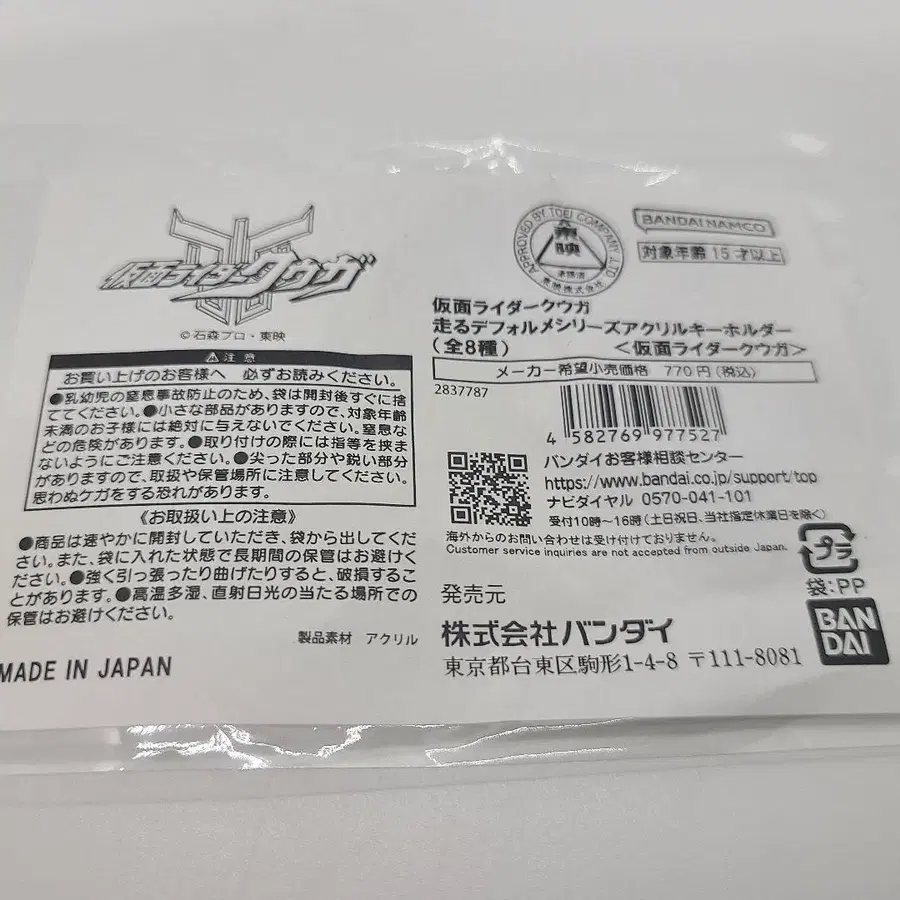 仮面ライダークウガ
©石森プロ・東映
⚠注意
お買い上げのお客様へ 必ずお読みください。
●乳幼児の窒息事故防止のため、袋は開封後すぐに捨
ててください。●小さな部品がありますので、対象年齢
未満のお子様には絶対に与えないでください。窒息な
どの危険があります。●取り付けの際には指等を挟ま
ないようにご注意ください。●尖った部分や鋭い部分
がありますので、取扱や保管場所に注意してください。
思わぬケガをする恐れがあります。
《お取扱い上の注意》
●商品は速やかに開封していただき、袋から出してくだ
さい。また、袋に入れた状態で長期間の保管はお避けく
ださい。●強く引っ張ったり曲げたりすると、破損するこ
とがあります。●高温多湿、直射日光の当たる場所での
保管はお避けください。
製品素材 アクリル
MADE IN JAPAN
APPROVED BY TOEI COMPANY, LTD
東映
承認済
東映株式会社
BANDAI NAMCO
対象年齢 15才以上
仮面ライダークウガ
走るデフォルメシリーズアクリルキーホルダー
(全8種) <仮面ライダークウガ>
メーカー希望小売価格 770円(税込)
2837787
4 582769 977527
バンダイお客様相談センター
https://www.bandai.co.jp/support/top
ナビダイヤル 0570-041-101
受付10時～16時(土日祝日、当社指定休業日を除く)
海外からのお問い合わせは受け付けておりません。
Customer service inquiries are not accepted from outside Japan.
プラ
袋:PP
発売元
株式会社バンダイ
東京都台東区駒形1-4-8 〒111-8081
BAN
DAI